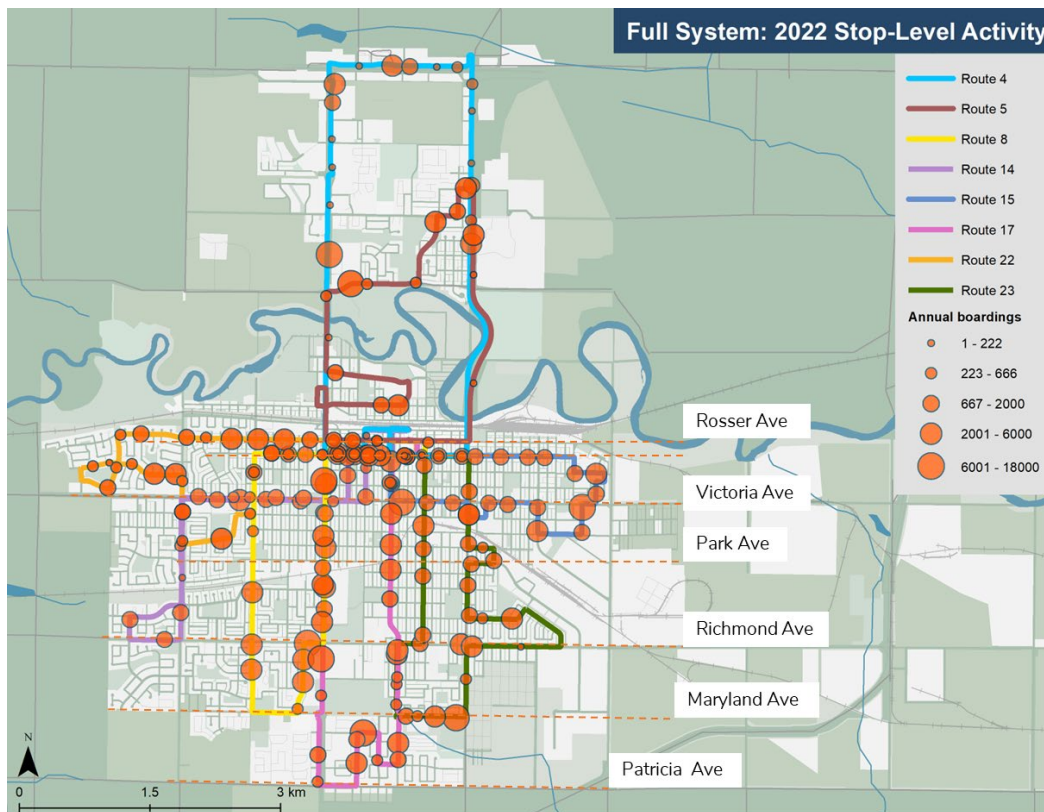 Full System: 2022 Stop-Level Activity
Route 4
Route 5
Route 8
Route 14
Route 15
Route 17
Route 22
Route 23
Annual boardings
1 - 222
223 - 666
667 - 2000
2001 - 6000
6001 - 18000
Rosser Ave
Victoria Ave
Park Ave
Richmond Ave
Maryland Ave
Patricia Ave
N
0 1.5 3 km